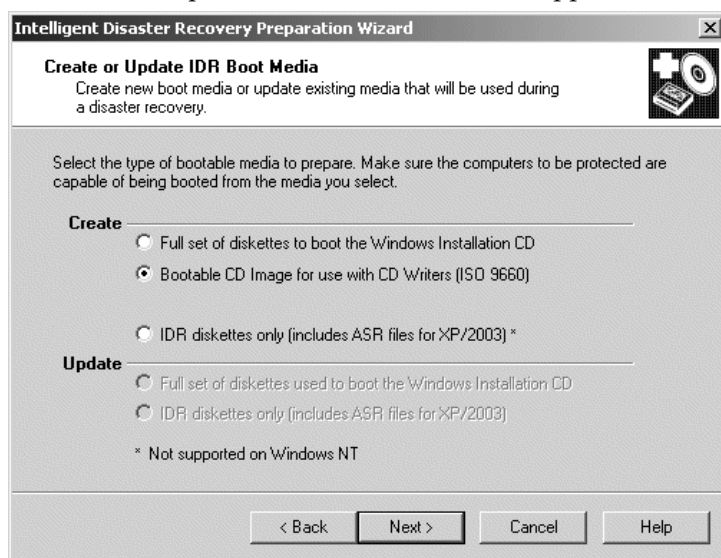 Intelligent Disaster Recovery Preparation Wizard
Create or Update IDR Boot Media
Create new boot media or update existing media that will be used during
a disaster recovery.
Select the type of bootable media to prepare. Make sure the computers to be protected are
capable of being booted from the media you select.
Create
Full set of diskettes to boot the Windows Installation CD
Bootable CD Image for use with CD Writers (ISO 9660)
IDR diskettes only (includes ASR files for XP/2003) *
Update
Full set of diskettes used to boot the Windows Installation CD
IDR diskettes only (includes ASR files for XP/2003)
* Not supported on Windows NT
< Back Next > Cancel Help